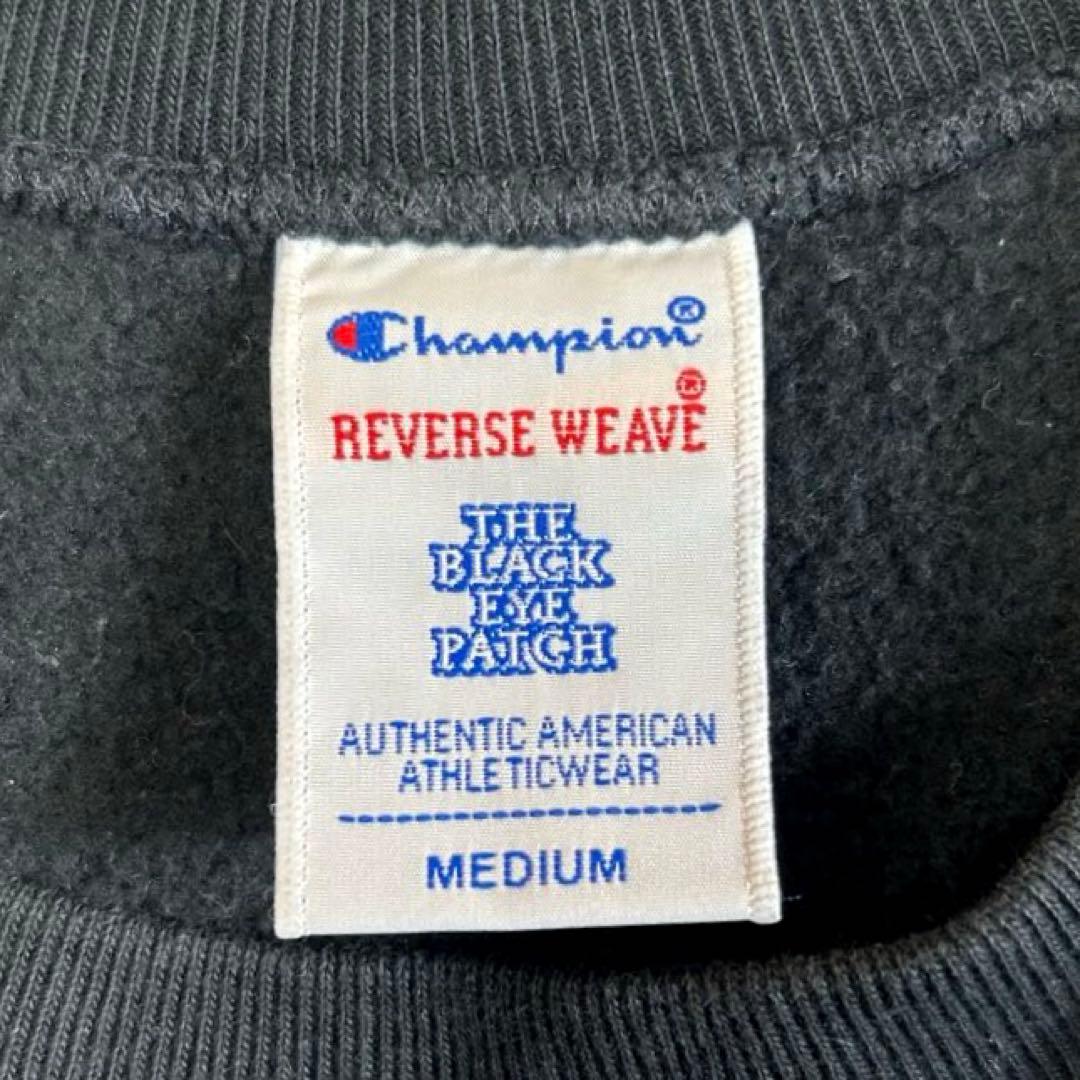 Champion®
REVERSE WEAVE®
THE
BLACK
EYE
PATCH
AUTHENTIC AMERICAN
ATHLETICWEAR
MEDIUM